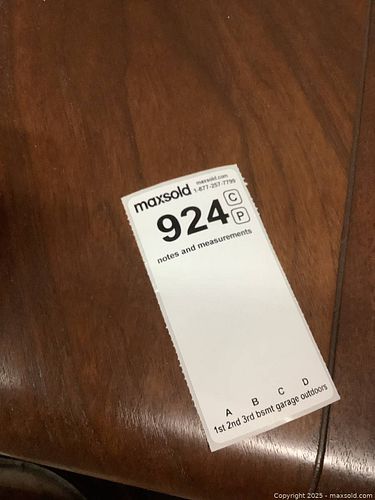 maxsold
maxsold.com
1-877-257-7799
924
C
P
notes and measurements
A B C D
1st 2nd 3rd bsmt garage outdoors
Copyright 2025 - maxsold.com